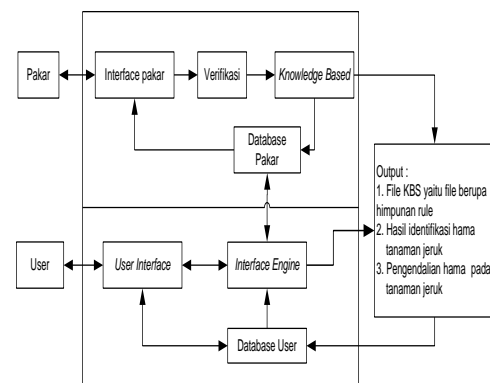 Pakar
Interface pakar
Verifikasi
Knowledge Based
Database
Pakar
Output :
1. File KBS yaitu file berupa
himpunan rule
2. Hasil identifikasi hama
tanaman jeruk
3. Pengendalian hama pada
tanaman jeruk
User
User Interface
Interface Engine
Database User